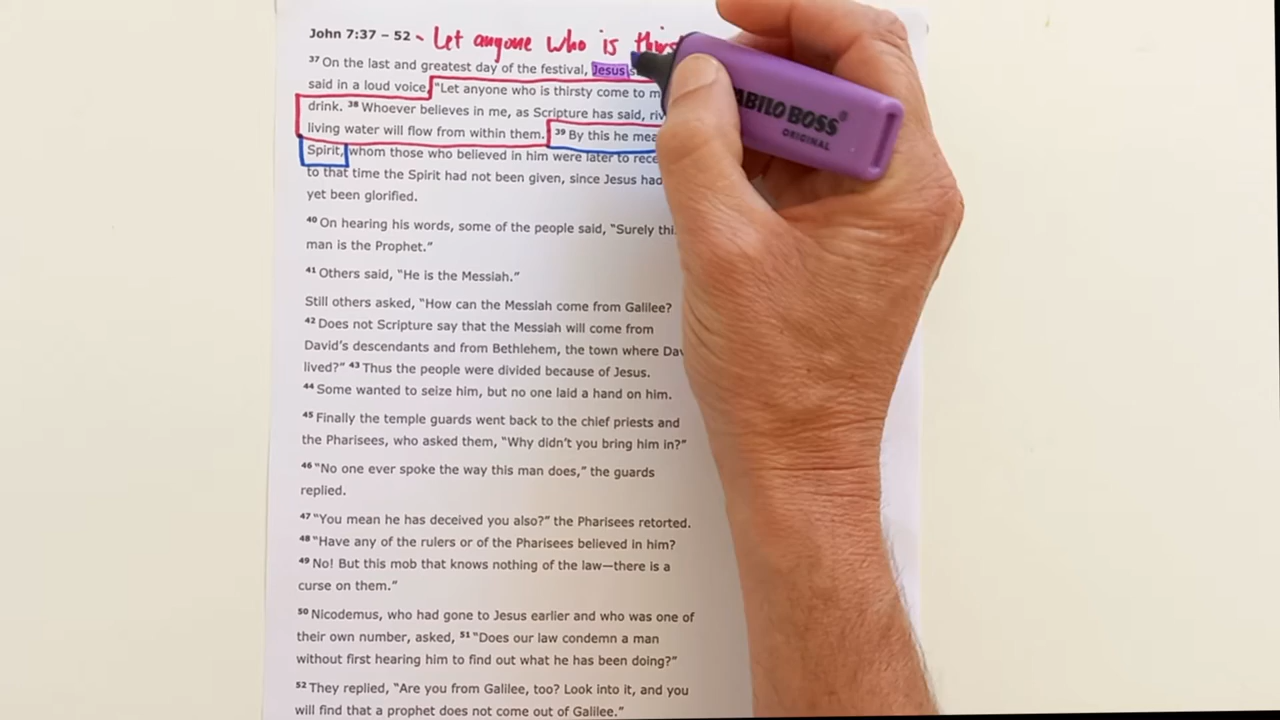 John 7:37 – 52 - Let anyone who is thirs
37 On the last and greatest day of the festival, Jesus
said in a loud voice, "Let anyone who is thirsty come to
drink. 38 Whoever believes in me, as Scripture has said,
living water will flow from within them. 39 By this he
Spirit, whom those who believed in him were later to
to that time the Spirit had not been given, since Jesus had
yet been glorified.
40 On hearing his words, some of the people said, "Surely
man is the Prophet."
41 Others said, "He is the Messiah."
Still others asked, "How can the Messiah come from Galilee?
42 Does not Scripture say that the Messiah will come from
David's descendants and from Bethlehem, the town where
lived?" 43 Thus the people were divided because of Jesus.
44 Some wanted to seize him, but no one laid a hand on him.
45 Finally the temple guards went back to the chief priests and
the Pharisees, who asked them, "Why didn't you bring him in?"
46 "No one ever spoke the way this man does," the guards
replied.
47 "You mean he has deceived you also?" the Pharisees retorted.
48 "Have any of the rulers or of the Pharisees believed in him?
49 No! But this mob that knows nothing of the law—there is a
curse on them."
50 Nicodemus, who had gone to Jesus earlier and who was one of
their own number, asked, 51 "Does our law condemn a man
without first hearing him to find out what he has been doing?"
52 They replied, "Are you from Galilee, too? Look into it, and you
will find that a prophet does not come out of Galilee."
ABILO BOSS®
ORIGINAL